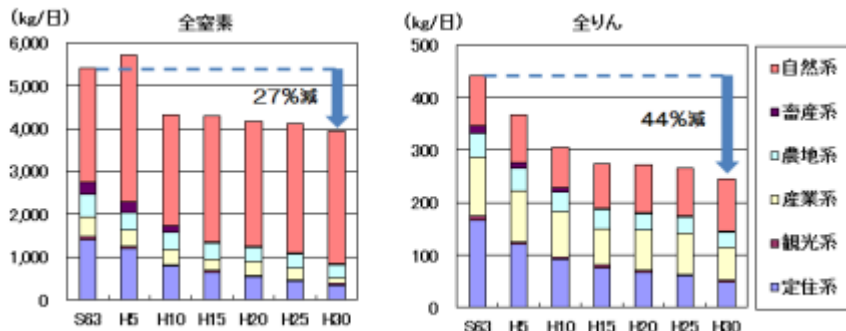 (kg/日)
全窒素
6,000
5,000
4,000
3,000
2,000
1,000
0
27%減
S63 H5 H10 H15 H20 H25 H30
(kg/日)
全りん
500
400
300
200
100
0
44%減
S63 H5 H10 H15 H20 H25 H30
自然系
畜産系
農地系
産業系
観光系
定住系